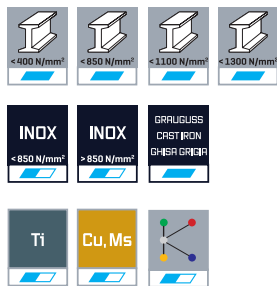 <400 N/mm² <850 N/mm² <1100 N/mm² <1300 N/mm²
INOX INOX GRAUGUSS
CAST IRON
GHISA GRIGIA
<850 N/mm² >850 N/mm²
Ti Cu, Ms